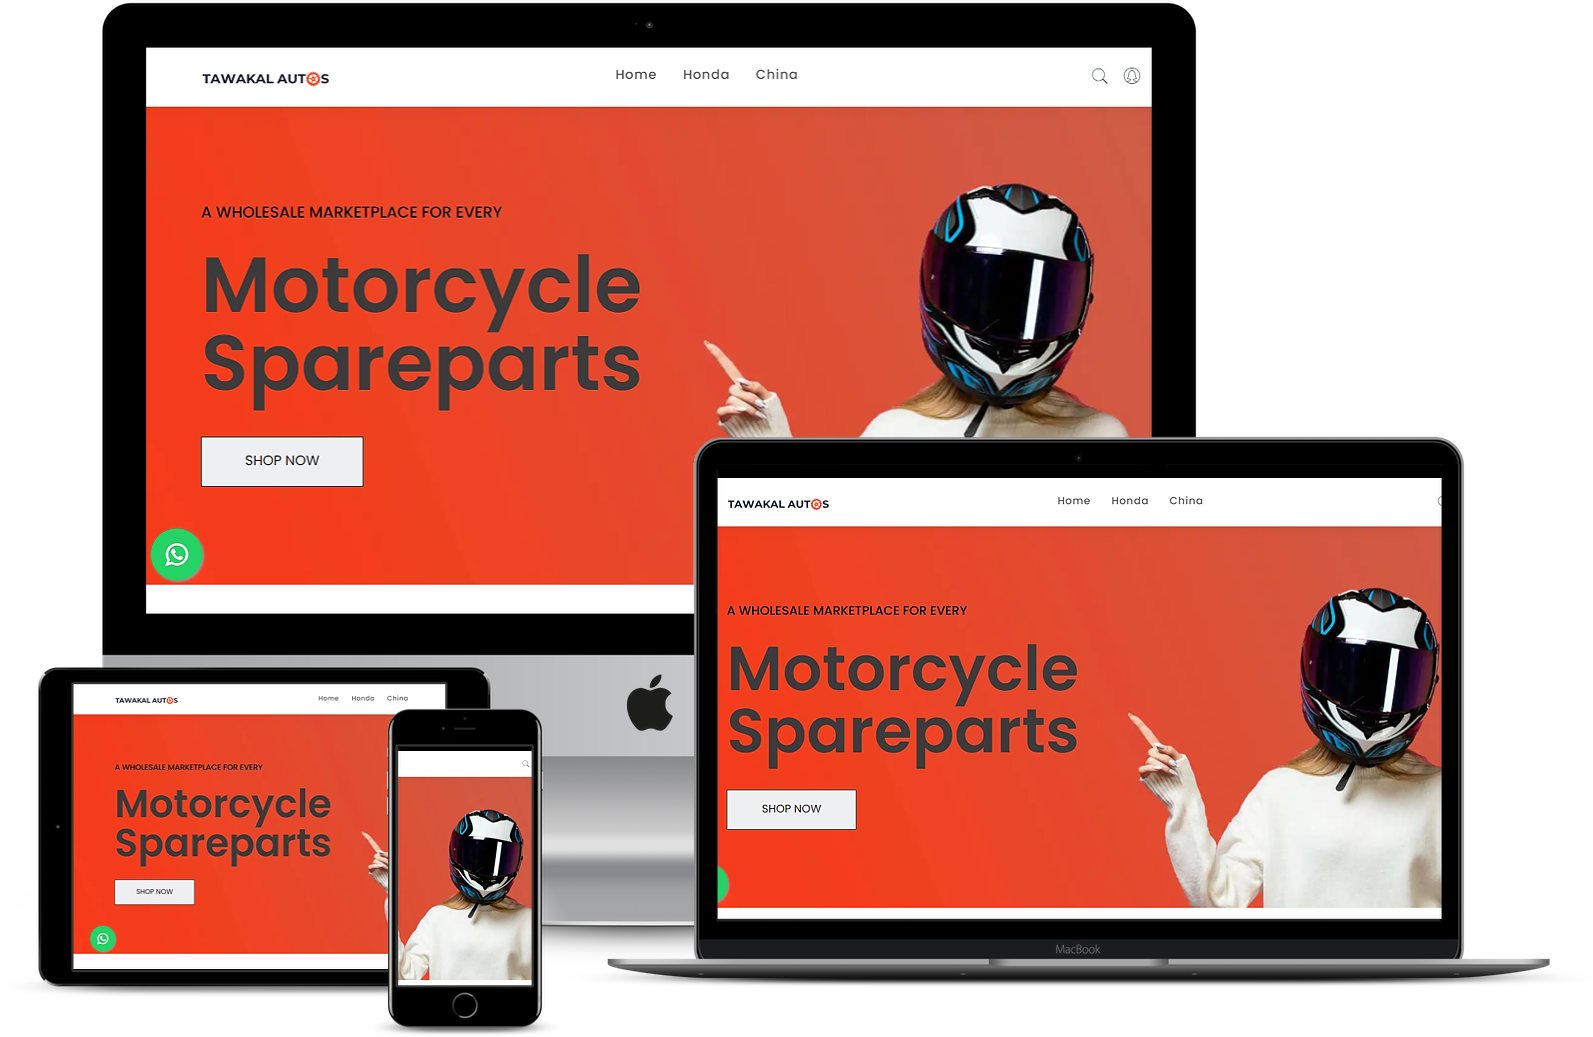 TAWAKAL AUTOS
Home Honda China
A WHOLESALE MARKETPLACE FOR EVERY
Motorcycle
Spareparts
SHOP NOW
TAWAKAL AUTOS
Home Honda China
A WHOLESALE MARKETPLACE FOR EVERY
Motorcycle
Spareparts
SHOP NOW
MacBook
TAWAKAL AUTOS
Home Honda China
A WHOLESALE MARKETPLACE FOR EVERY
Motorcycle
Spareparts
SHOP NOW